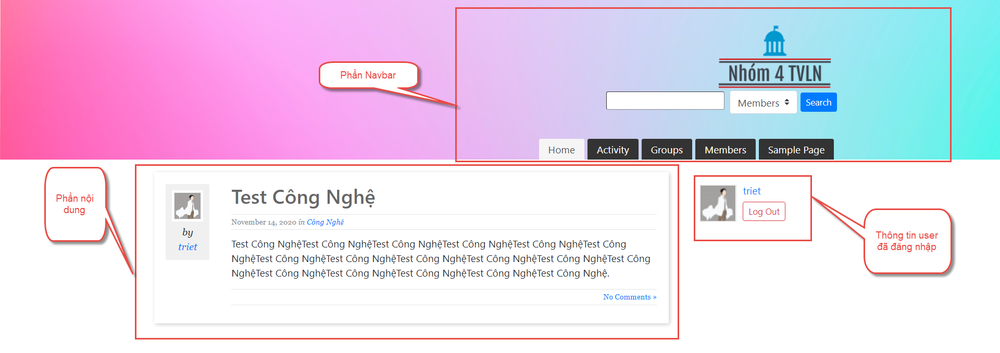 Nhóm 4 TVLN
Phần Navbar
Members
Search
Home
Activity
Groups
Members
Sample Page
Phần nội
dung
Test Công Nghệ
November 14, 2020 in Công Nghệ
by
triet
Test Công NghệTest Công NghệTest Công NghệTest Công NghệTest Công NghệTest Công
NghệTest Công NghệTest Công NghệTest Công NghệTest Công NghệTest Công NghệTest Công
NghệTest Công NghệTest Công NghệTest Công NghệTest Công NghệTest Công Nghệ.
No Comments »
triet
Log Out
Thông tin user
đã đăng nhập